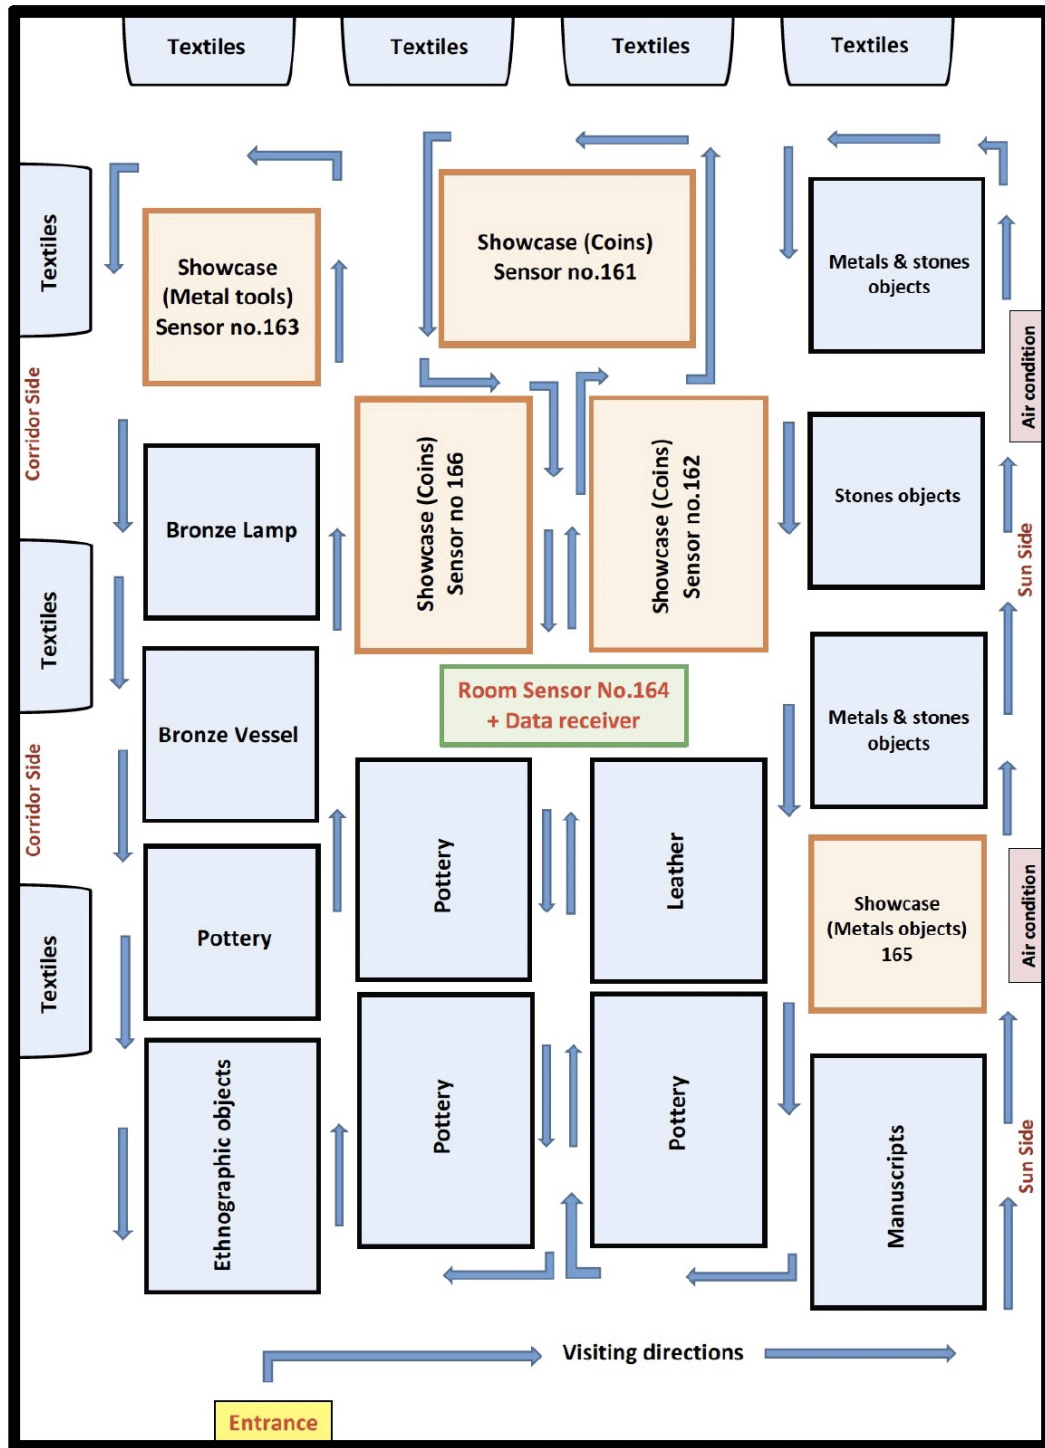 Textiles
Textiles
Textiles
Textiles
Textiles
Showcase
(Metal tools)
Sensor no.163
Showcase (Coins)
Sensor no.161
Metals & stones
objects
Air condition
Corridor Side
Bronze Lamp
Showcase (Coins)
Sensor no 166
Showcase (Coins)
Sensor no.162
Stones objects
Sun Side
Textiles
Room Sensor No.164
+ Data receiver
Bronze Vessel
Metals & stones
objects
Corridor Side
Pottery
Leather
Showcase
(Metals objects)
165
Air condition
Pottery
Textiles
Ethnographic objects
Pottery
Pottery
Manuscripts
Sun Side
Visiting directions
Entrance